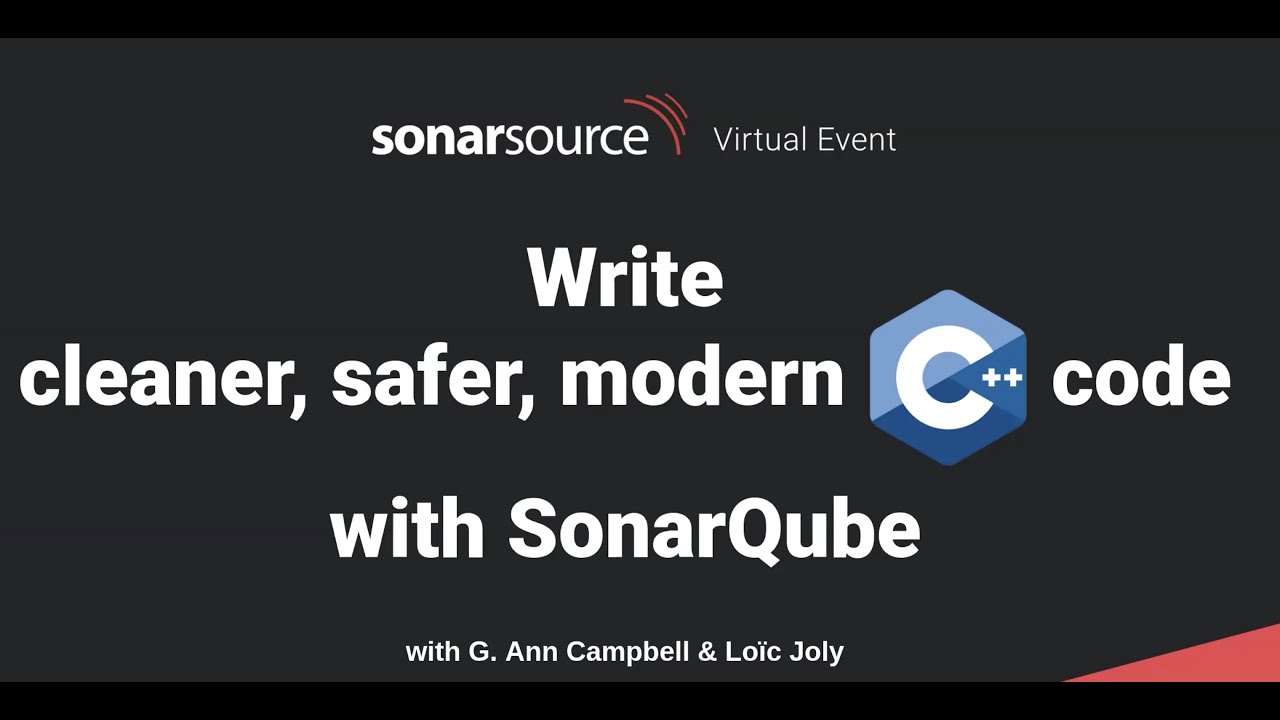 sonarsource Virtual Event
Write
cleaner, safer, modern C++ code
with SonarQube
with G. Ann Campbell & Loïc Joly